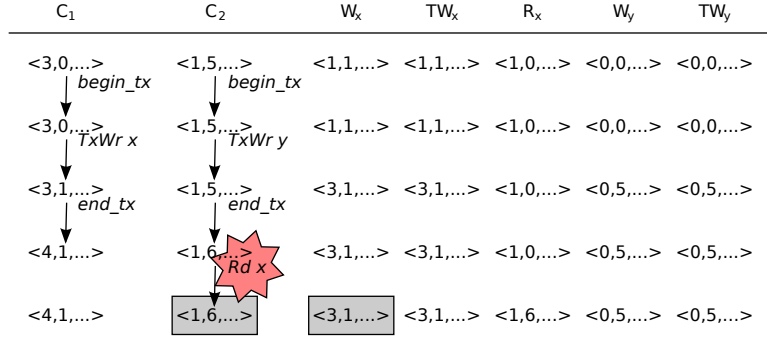 C1 C2 Wx TWx Rx Wy TWy
<3,0,...> <1,5,...> <1,1,...> <1,1,...> <1,0,...> <0,0,...> <0,0,...>
begin_tx begin_tx
<3,0,...> <1,5,...> <1,1,...> <1,1,...> <1,0,...> <0,0,...> <0,0,...>
TxWr x TxWr y
<3,1,...> <1,5,...> <3,1,...> <3,1,...> <1,0,...> <0,5,...> <0,5,...>
end_tx end_tx
<4,1,...> <1,6,...> <3,1,...> <3,1,...> <1,0,...> <0,5,...> <0,5,...>
Rd x
<4,1,...> <1,6,...> <3,1,...> <3,1,...> <1,6,...> <0,5,...> <0,5,...>